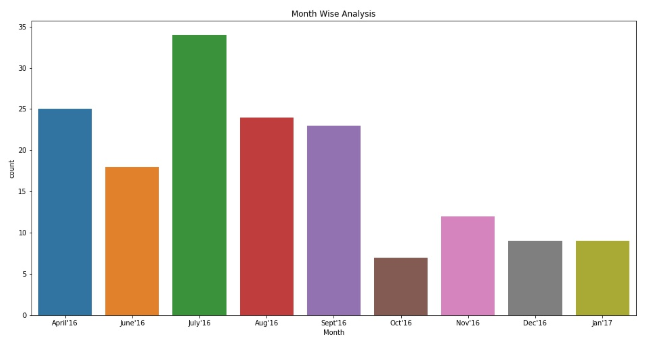 Month Wise Analysis
35
30
25
20
15
10
5
0
count
April'16 June'16 July'16 Aug'16 Sept'16 Oct'16 Nov'16 Dec'16 Jan'17
Month